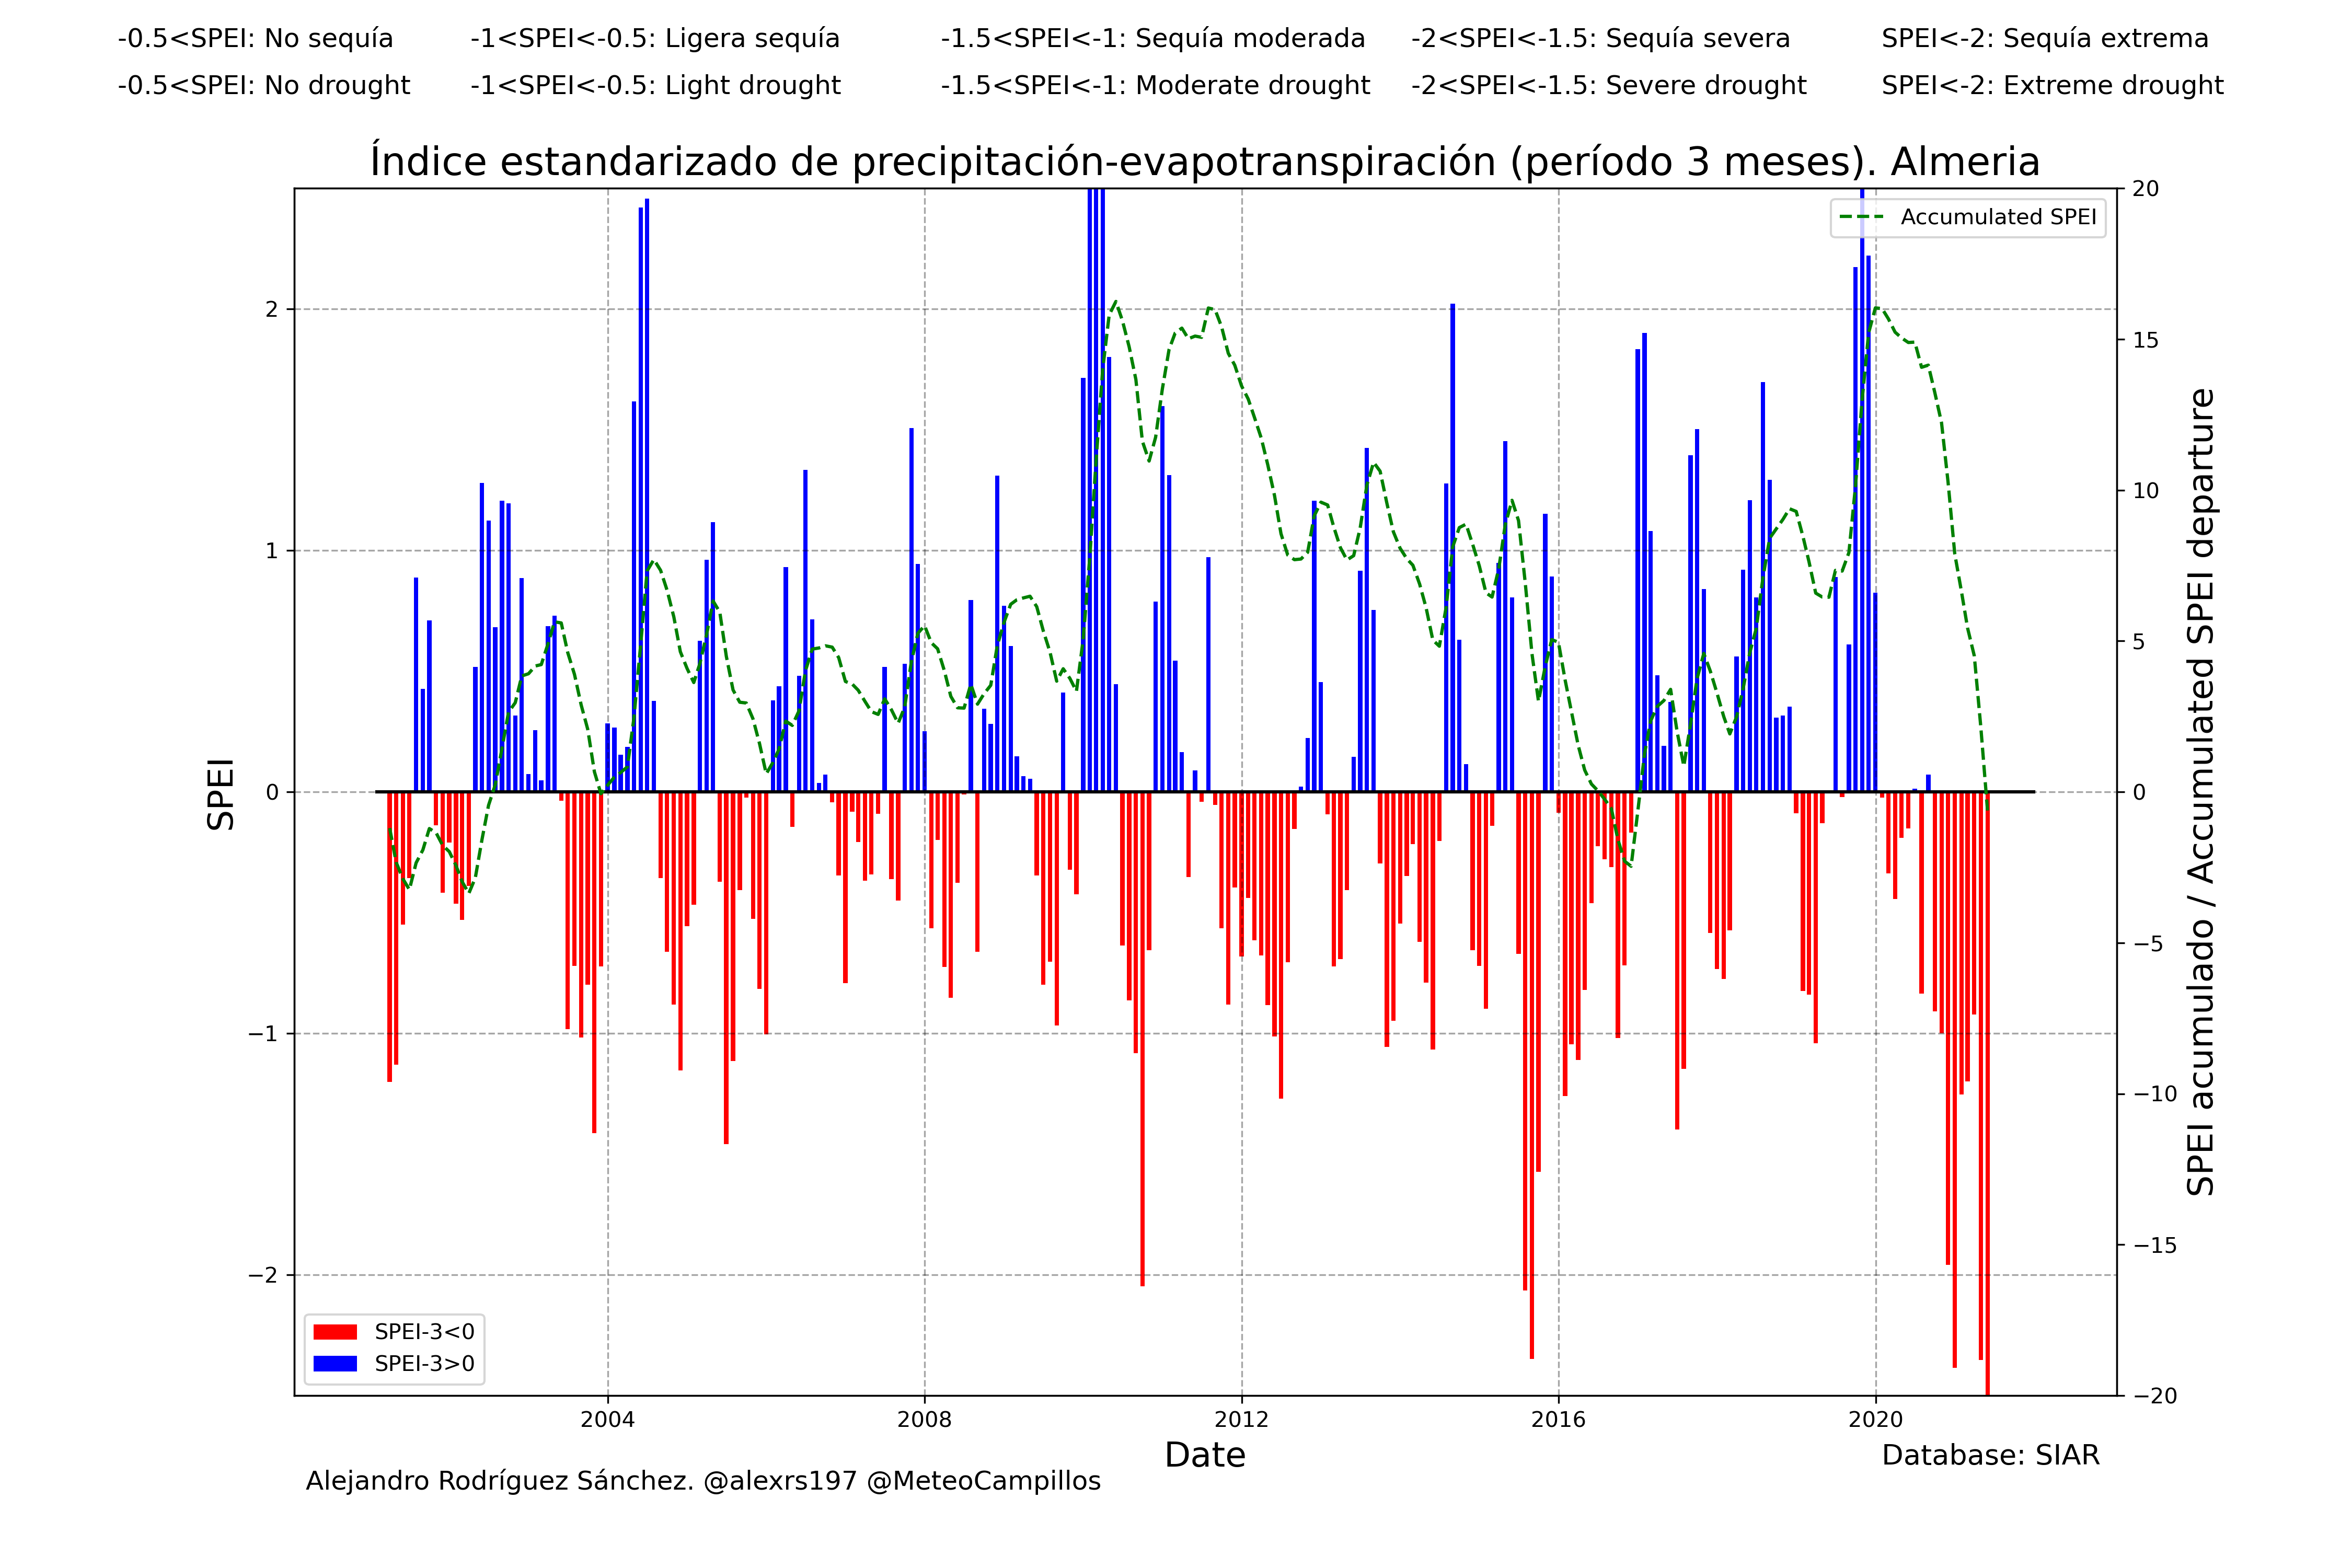 -0.5<SPEI: No sequía -1<SPEI<-0.5: Ligera sequía -1.5<SPEI<-1: Sequía moderada -2<SPEI<-1.5: Sequía severa SPEI<-2: Sequía extrema
-0.5<SPEI: No drought -1<SPEI<-0.5: Light drought -1.5<SPEI<-1: Moderate drought -2<SPEI<-1.5: Severe drought SPEI<-2: Extreme drought
Índice estandarizado de precipitación-evapotranspiración (período 3 meses). Almeria
Accumulated SPEI
SPEI
2
1
0
−1
−2
20
15
10
5
0
−5
−10
−15
−20
SPEI acumulado / Accumulated SPEI departure
SPEI-3<0
SPEI-3>0
2004 2008 2012 2016 2020
Date
Database: SIAR
Alejandro Rodríguez Sánchez. @alexrs197 @MeteoCampillos